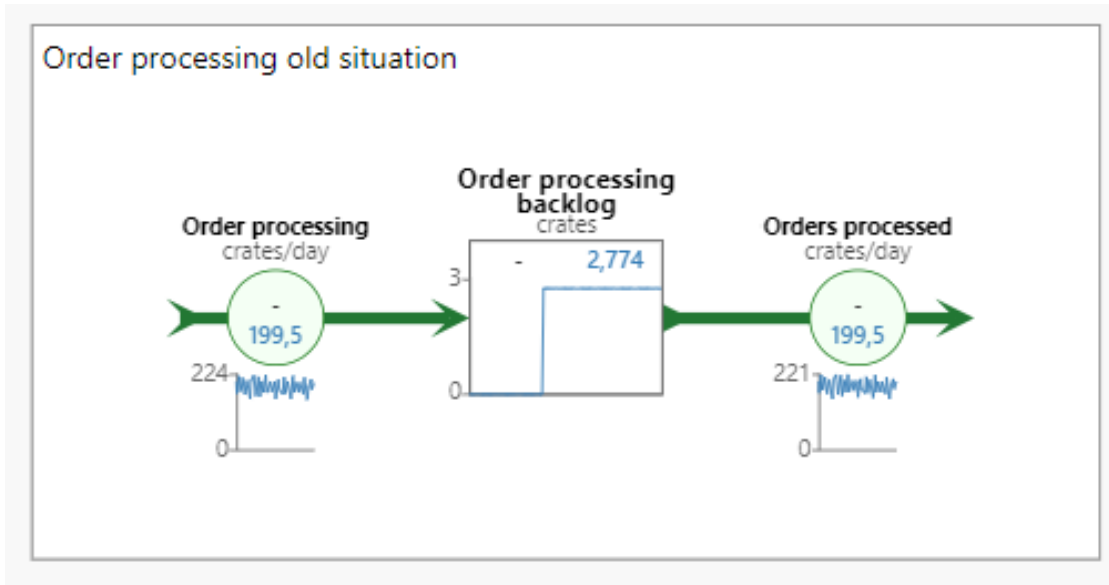 Order processing old situation
Order processing
backlog
crates
Order processing
crates/day
Orders processed
crates/day
-
2,774
3
0
-
199,5
-
199,5
224
0
221
0